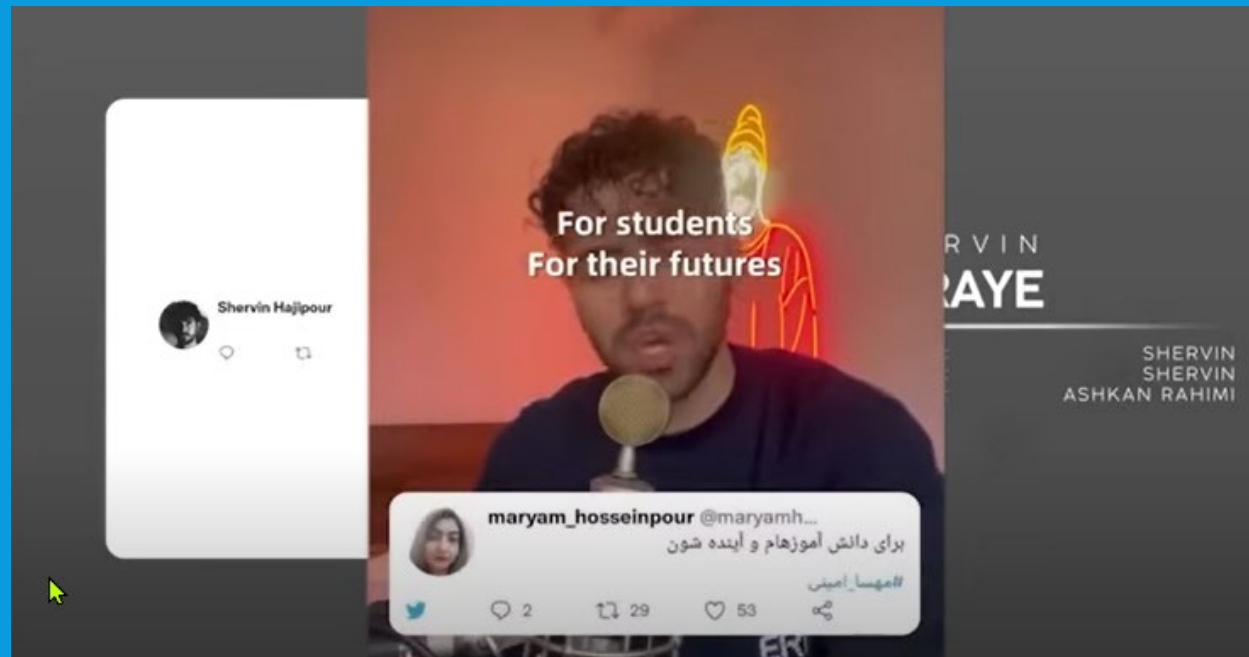 Shervin Hajipour
For students
For their futures
RVIN
RAYE
SHERVIN
SHERVIN
ASHKAN RAHIMI
maryam_hosseinpour @maryamh...
برای دانش آموزهام و آینده شون
#مهسا_امینی
2 29 53